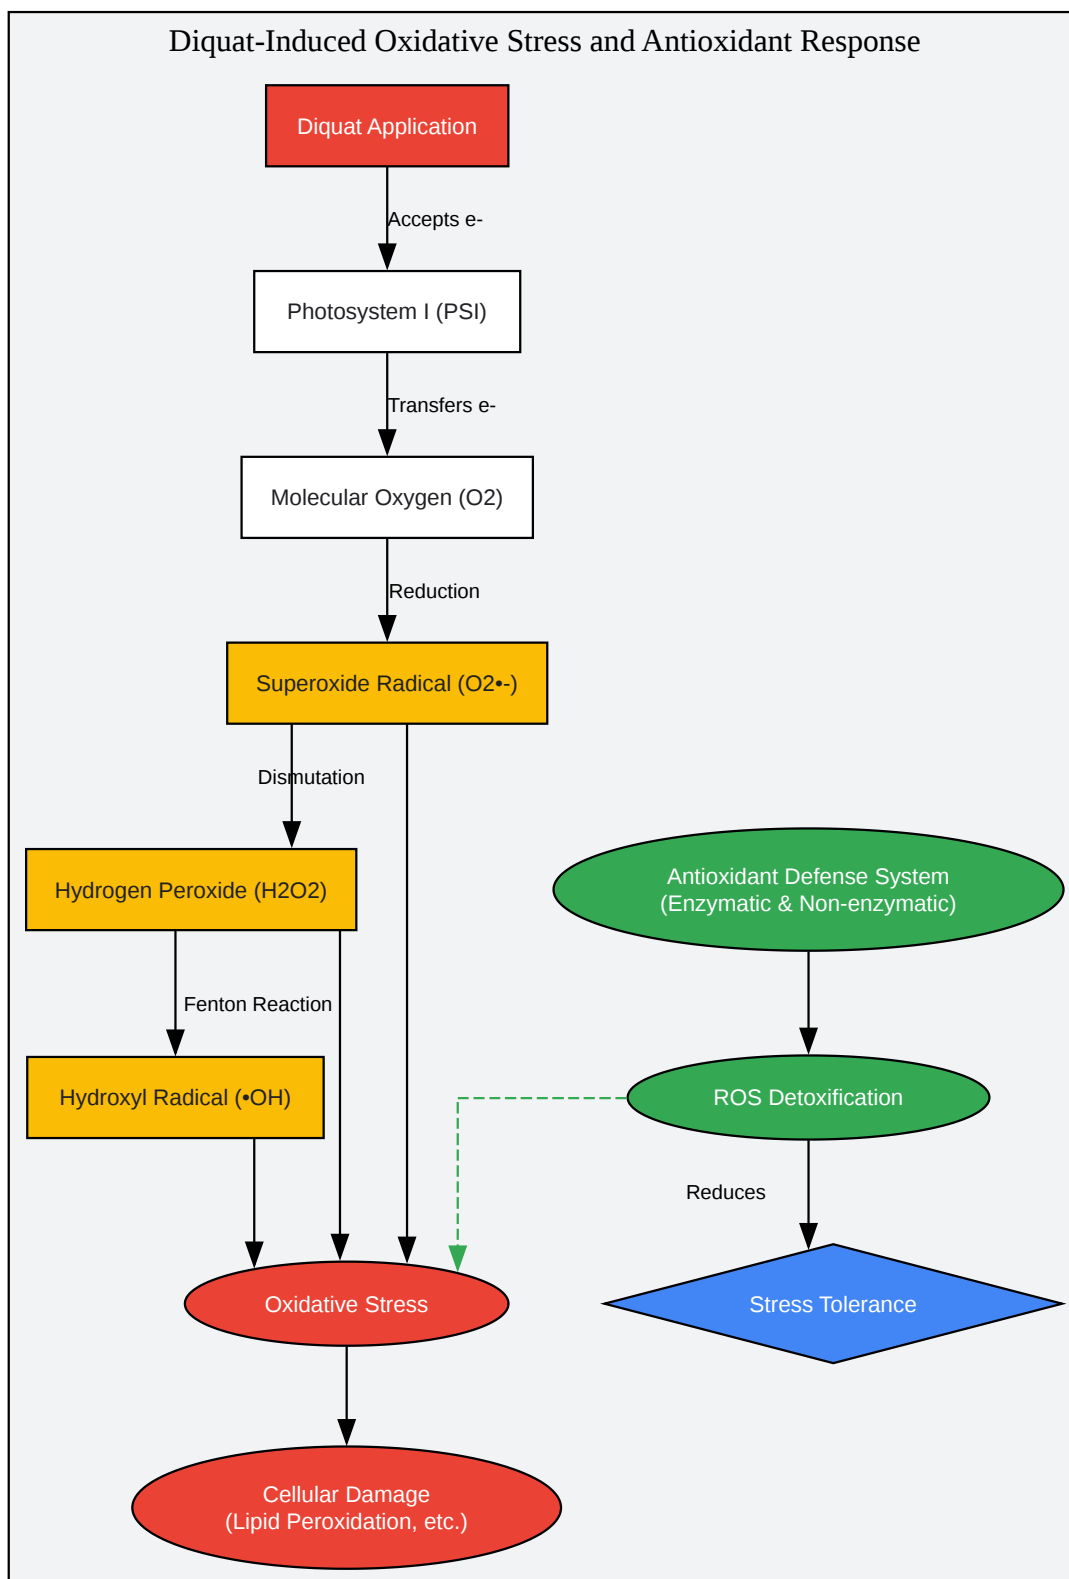 Diquat-Induced Oxidative Stress and Antioxidant Response
Diquat Application
Accepts e-
Photosystem I (PSI)
Transfers e-
Molecular Oxygen (O2)
Reduction
Superoxide Radical (O2•-)
Dismutation
Hydrogen Peroxide (H2O2)
Antioxidant Defense System
(Enzymatic & Non-enzymatic)
Fenton Reaction
Hydroxyl Radical (•OH)
ROS Detoxification
Reduces
Oxidative Stress
Stress Tolerance
Cellular Damage
(Lipid Peroxidation, etc.)